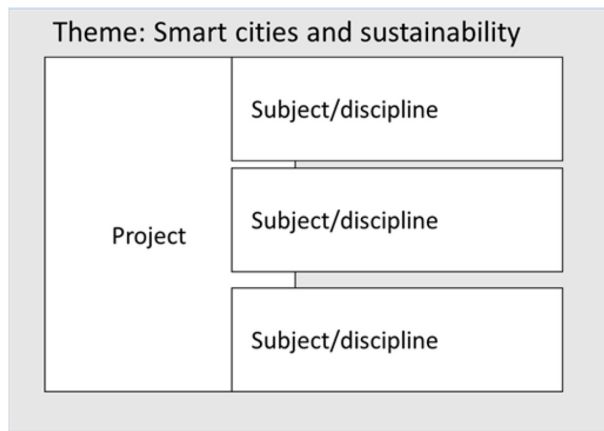 Theme: Smart cities and sustainability
Subject/discipline
Subject/discipline
Project
Subject/discipline